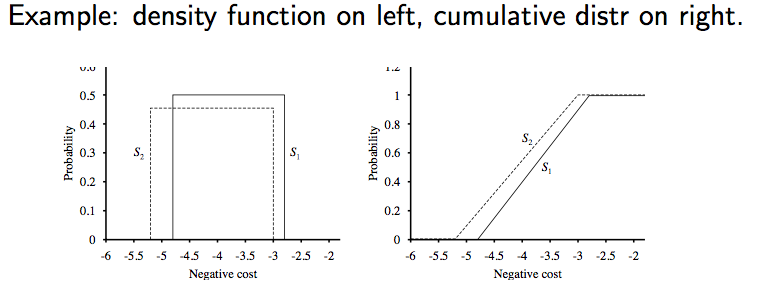 Example: density function on left, cumulative distr on right.
0.5
0.4
0.3
0.2
0.1
0
Probability
S2
S1
-6 -5.5 -5 -4.5 -4 -3.5 -3 -2.5 -2
Negative cost
1.2
1
0.8
0.6
0.4
0.2
0
Probability
S2
S1
-6 -5.5 -5 -4.5 -4 -3.5 -3 -2.5 -2
Negative cost